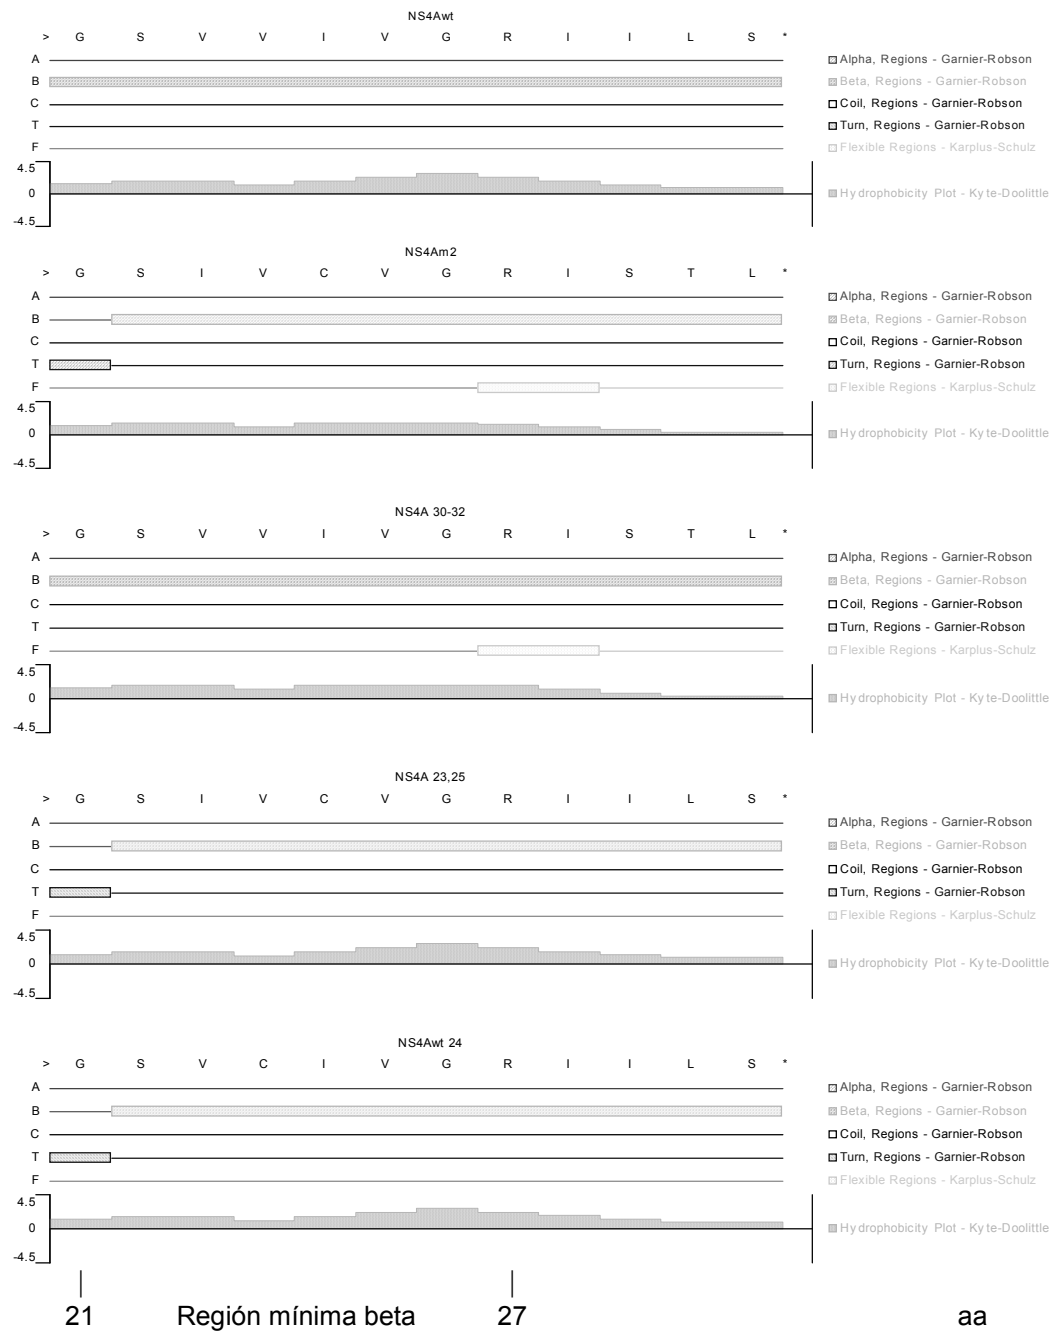 NS4Awt
> G S V V I V G R I I L S *
A Alpha, Regions - Garnier-Robson
B Beta, Regions - Garnier-Robson
C Coil, Regions - Garnier-Robson
T Turn, Regions - Garnier-Robson
F Flexible Regions - Karplus-Schulz
4.5
0 Hydrophobicity Plot - Kyte-Doolittle
-4.5
NS4Am2
> G S I V C V G R I S T L *
A Alpha, Regions - Garnier-Robson
B Beta, Regions - Garnier-Robson
C Coil, Regions - Garnier-Robson
T Turn, Regions - Garnier-Robson
F Flexible Regions - Karplus-Schulz
4.5
0 Hydrophobicity Plot - Kyte-Doolittle
-4.5
NS4A 30-32
> G S V V I V G R I S T L *
A Alpha, Regions - Garnier-Robson
B Beta, Regions - Garnier-Robson
C Coil, Regions - Garnier-Robson
T Turn, Regions - Garnier-Robson
F Flexible Regions - Karplus-Schulz
4.5
0 Hydrophobicity Plot - Kyte-Doolittle
-4.5
NS4A 23,25
> G S I V C V G R I I L S *
A Alpha, Regions - Garnier-Robson
B Beta, Regions - Garnier-Robson
C Coil, Regions - Garnier-Robson
T Turn, Regions - Garnier-Robson
F Flexible Regions - Karplus-Schulz
4.5
0 Hydrophobicity Plot - Kyte-Doolittle
-4.5
NS4Awt 24
> G S V C I V G R I I L S *
A Alpha, Regions - Garnier-Robson
B Beta, Regions - Garnier-Robson
C Coil, Regions - Garnier-Robson
T Turn, Regions - Garnier-Robson
F Flexible Regions - Karplus-Schulz
4.5
0 Hydrophobicity Plot - Kyte-Doolittle
-4.5
21 Región mínima beta 27 aa